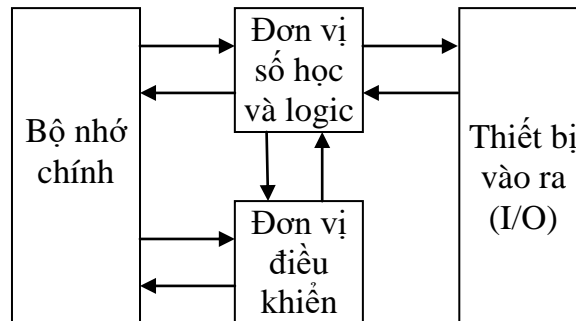 Bộ nhớ
chính
Đơn vị
số học
và logic
Đơn vị
điều
khiển
Thiết bị
vào ra
(I/O)